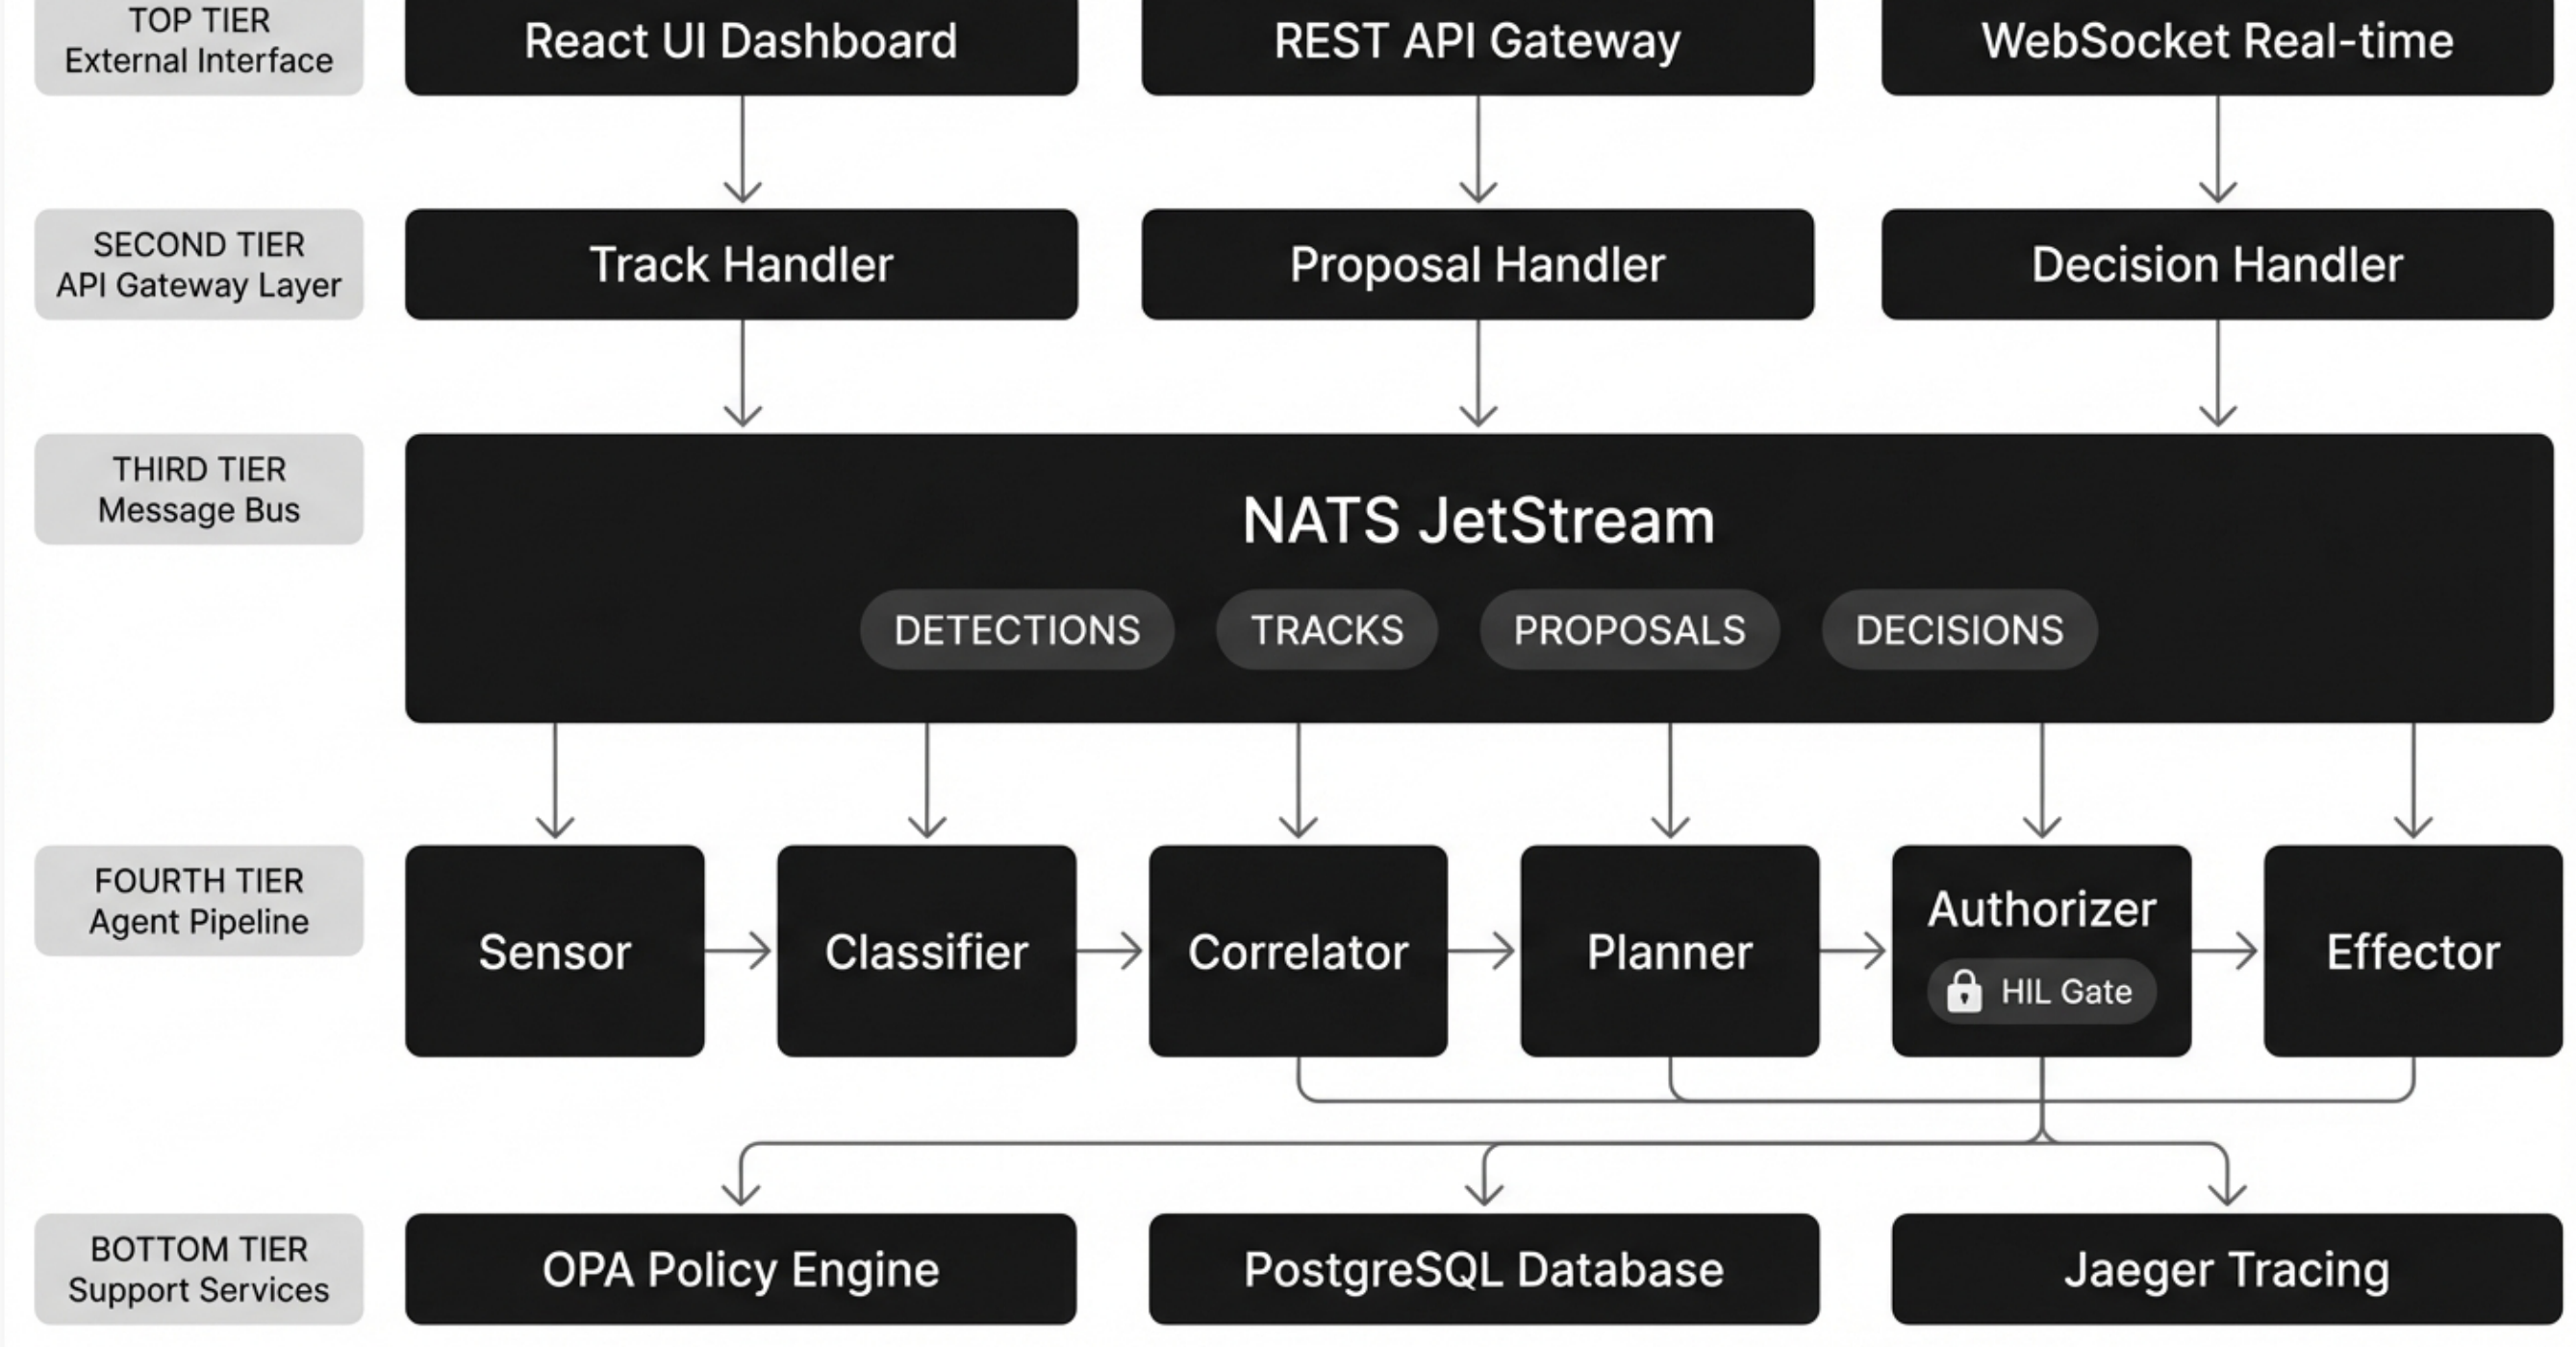 TOP TIER
External Interface
React UI Dashboard
REST API Gateway
WebSocket Real-time
SECOND TIER
API Gateway Layer
Track Handler
Proposal Handler
Decision Handler
THIRD TIER
Message Bus
NATS JetStream
DETECTIONS
TRACKS
PROPOSALS
DECISIONS
FOURTH TIER
Agent Pipeline
Sensor
Classifier
Correlator
Planner
Authorizer
HIL Gate
Effector
BOTTOM TIER
Support Services
OPA Policy Engine
PostgreSQL Database
Jaeger Tracing